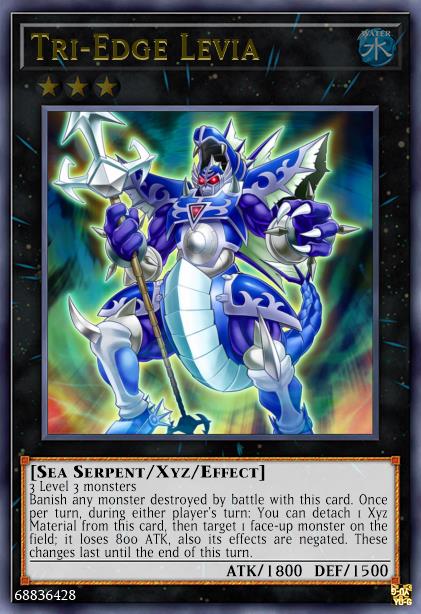 Tri-Edge Levia
WATER
水
[Sea Serpent/Xyz/Effect]
3 Level 3 monsters
Banish any monster destroyed by battle with this card. Once
per turn, during either player's turn: You can detach 1 Xyz
Material from this card, then target 1 face-up monster on the
field; it loses 800 ATK, also its effects are negated. These
changes last until the end of this turn.
ATK/1800 DEF/1500
68836428